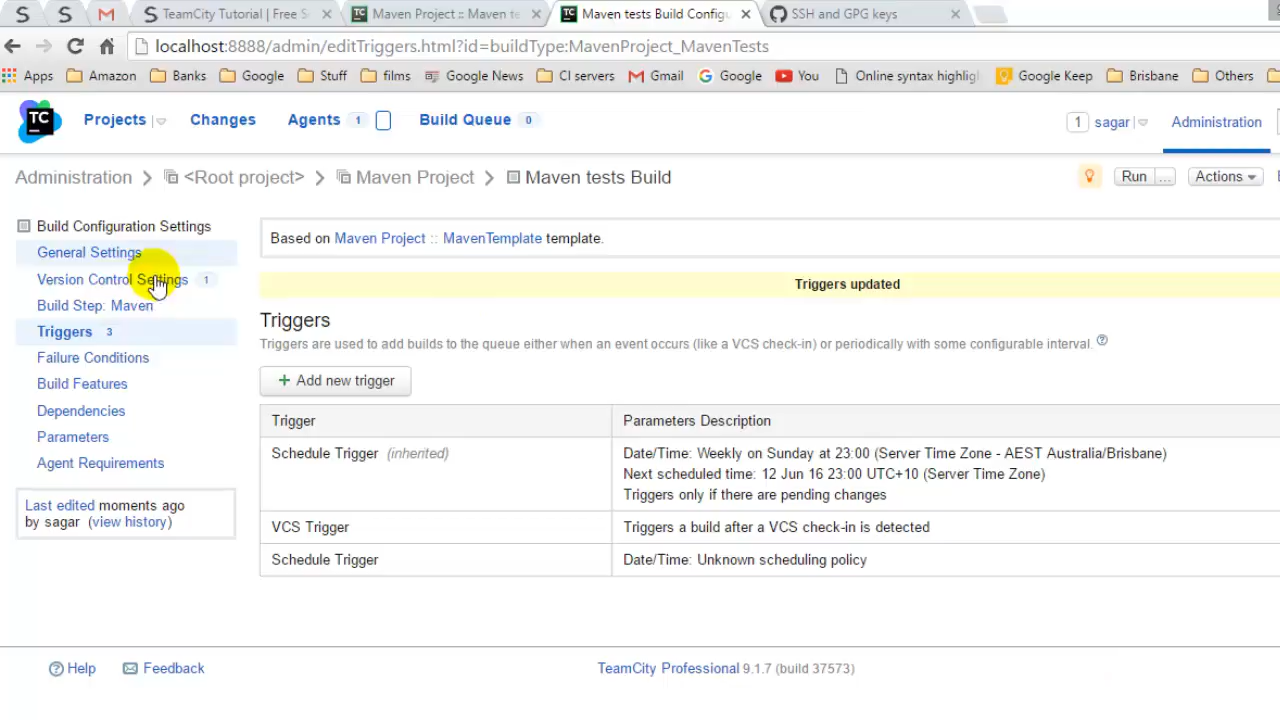 TeamCity Tutorial | Free S
Maven Project :: Maven te
Maven tests Build Configu
SSH and GPG keys
localhost:8888/admin/editTriggers.html?id=buildType:MavenProject_MavenTests
Apps Amazon Banks Google Stuff films Google News CI servers Gmail Google You Online syntax highlig Google Keep Brisbane Others
TC Projects Changes Agents 1 Build Queue 0 1 sagar Administration
Administration > <Root project> > Maven Project > Maven tests Build Run ... Actions
Build Configuration Settings
General Settings
Version Control Settings 1
Build Step: Maven
Triggers 3
Failure Conditions
Build Features
Dependencies
Parameters
Agent Requirements
Last edited moments ago
by sagar (view history)
Based on Maven Project :: MavenTemplate template.
Triggers updated
Triggers
Triggers are used to add builds to the queue either when an event occurs (like a VCS check-in) or periodically with some configurable interval.
+ Add new trigger
Trigger Parameters Description
Schedule Trigger (inherited) Date/Time: Weekly on Sunday at 23:00 (Server Time Zone - AEST Australia/Brisbane)
Next scheduled time: 12 Jun 16 23:00 UTC+10 (Server Time Zone)
Triggers only if there are pending changes
VCS Trigger Triggers a build after a VCS check-in is detected
Schedule Trigger Date/Time: Unknown scheduling policy
Help Feedback TeamCity Professional 9.1.7 (build 37573)